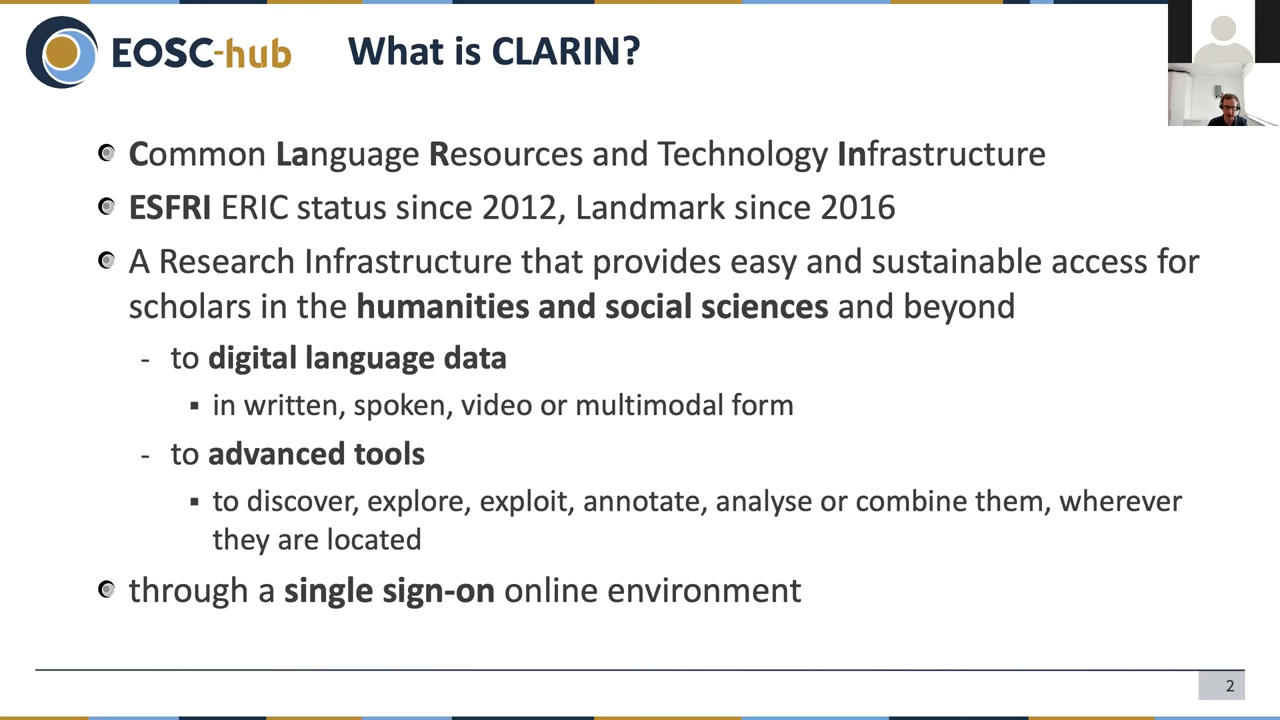 EOSC-hub
What is CLARIN?
Common Language Resources and Technology Infrastructure
ESFRI ERIC status since 2012, Landmark since 2016
A Research Infrastructure that provides easy and sustainable access for
scholars in the humanities and social sciences and beyond
- to digital language data
▪ in written, spoken, video or multimodal form
- to advanced tools
▪ to discover, explore, exploit, annotate, analyse or combine them, wherever
they are located
through a single sign-on online environment
2